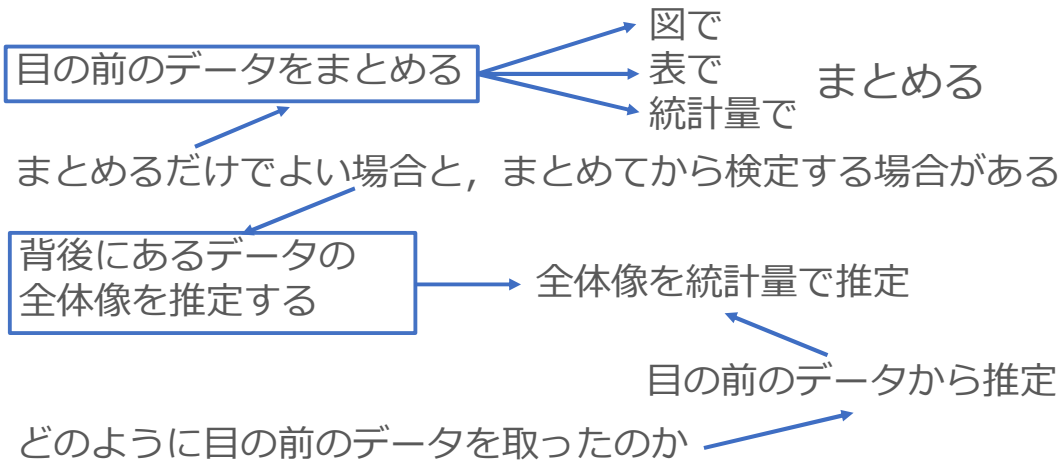 図で
目の前のデータをまとめる
表で
まとめる
統計量で
まとめるだけでよい場合と，まとめてから検定する場合がある
背後にあるデータの
全体像を推定する
全体像を統計量で推定
目の前のデータから推定
どのように目の前のデータを取ったのか